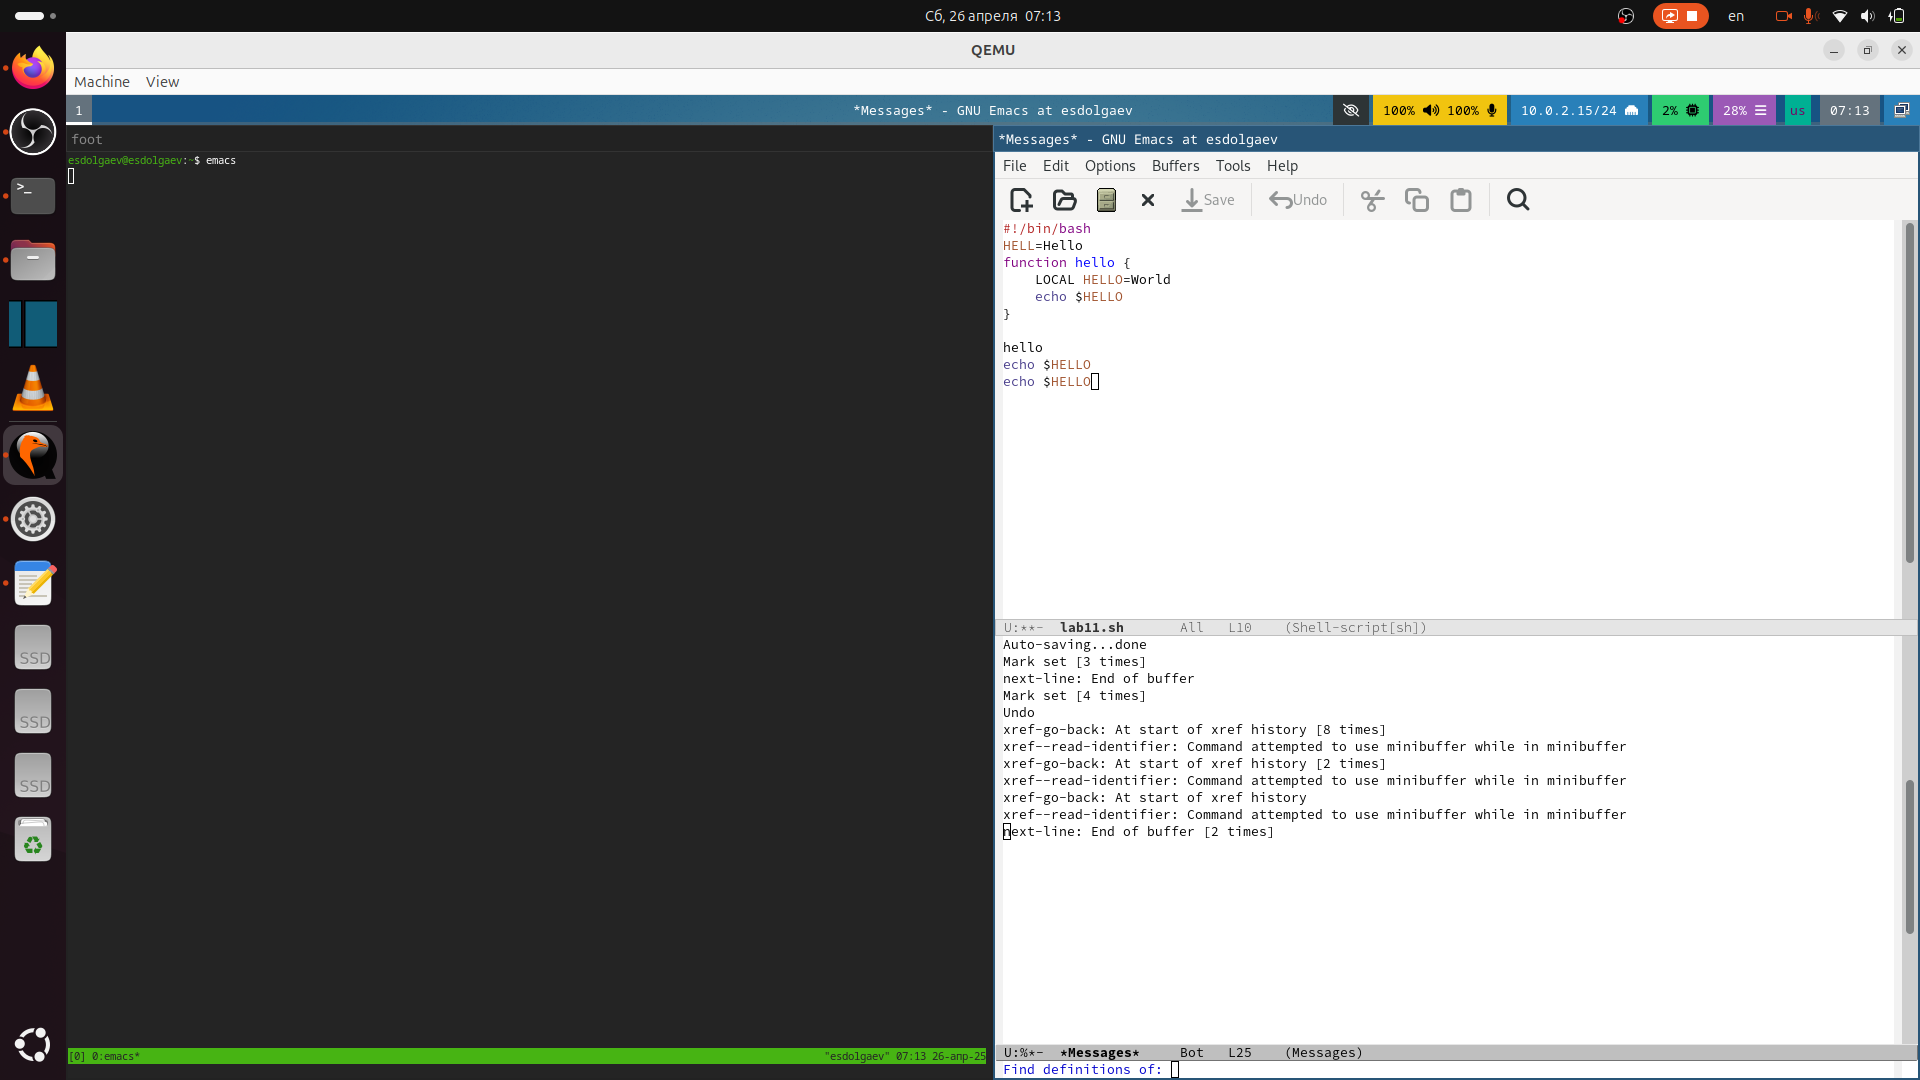 Сб, 26 апреля 07:13
en
QEMU
Machine View
1
*Messages* - GNU Emacs at esdolgaev
100% 100%
10.0.2.15/24
2%
28%
us
07:13
foot
esdolgaev@esdolgaev:~$ emacs
[0] 0:emacs*
"esdolgaev" 07:13 26-апр-25
*Messages* - GNU Emacs at esdolgaev
File Edit Options Buffers Tools Help
Save
Undo
#!/bin/bash
HELL=Hello
function hello {
    LOCAL HELLO=World
    echo $HELLO
}
hello
echo $HELLO
echo $HELLO
U:**-  lab11.sh       All   L10    (Shell-script[sh])
Auto-saving...done
Mark set [3 times]
next-line: End of buffer
Mark set [4 times]
Undo
xref-go-back: At start of xref history [8 times]
xref--read-identifier: Command attempted to use minibuffer while in minibuffer
xref-go-back: At start of xref history [2 times]
xref--read-identifier: Command attempted to use minibuffer while in minibuffer
xref-go-back: At start of xref history
xref--read-identifier: Command attempted to use minibuffer while in minibuffer
next-line: End of buffer [2 times]
U:%*-  *Messages*     Bot   L25    (Messages)
Find definitions of:
>_
SSD
SSD
SSD